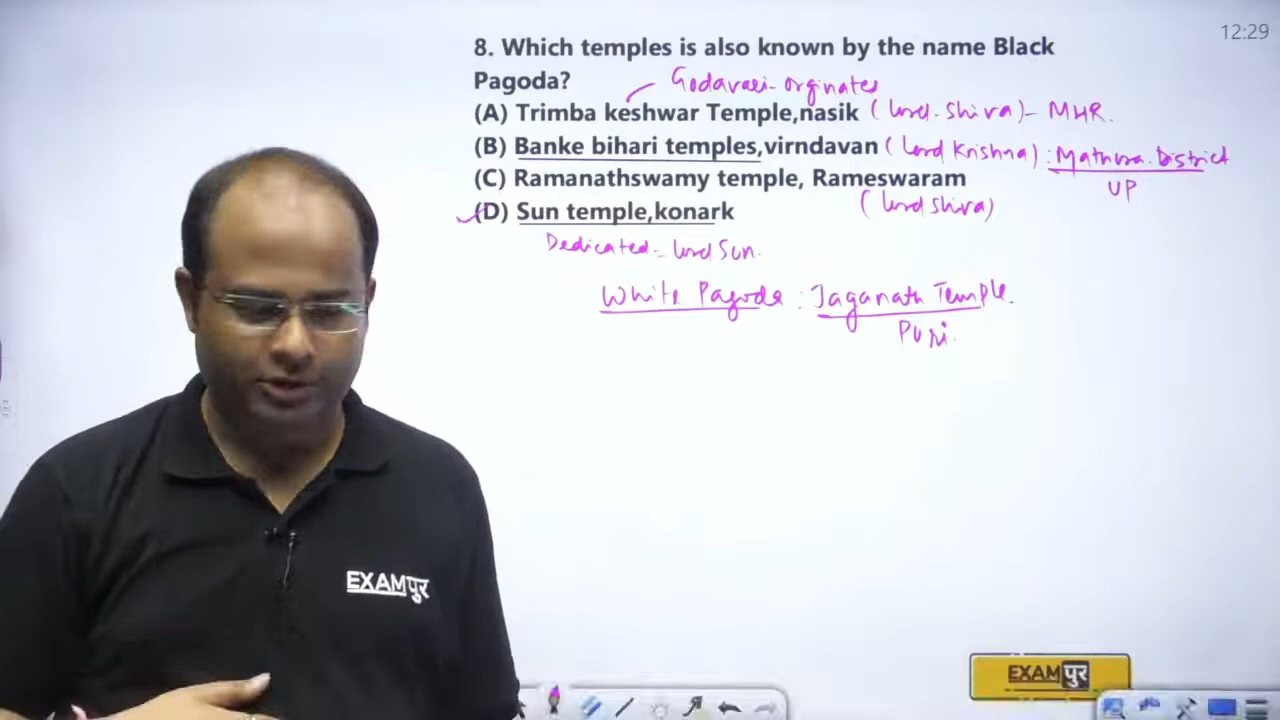 12:29
8. Which temples is also known by the name Black
Pagoda?
Godavari - orginates
(A) Trimba keshwar Temple,nasik (lord. Shiva) - MHR.
(B) Banke bihari temples,virndavan (lord Krishna) : Mathura. District
UP
(C) Ramanathswamy temple, Rameswaram
(lord shiva)
(D) Sun temple,konark
Dedicated - lord Sun.
White Pagoda : Jaganath Temple.
Puri.
EXAMपुर
EXAMपुर